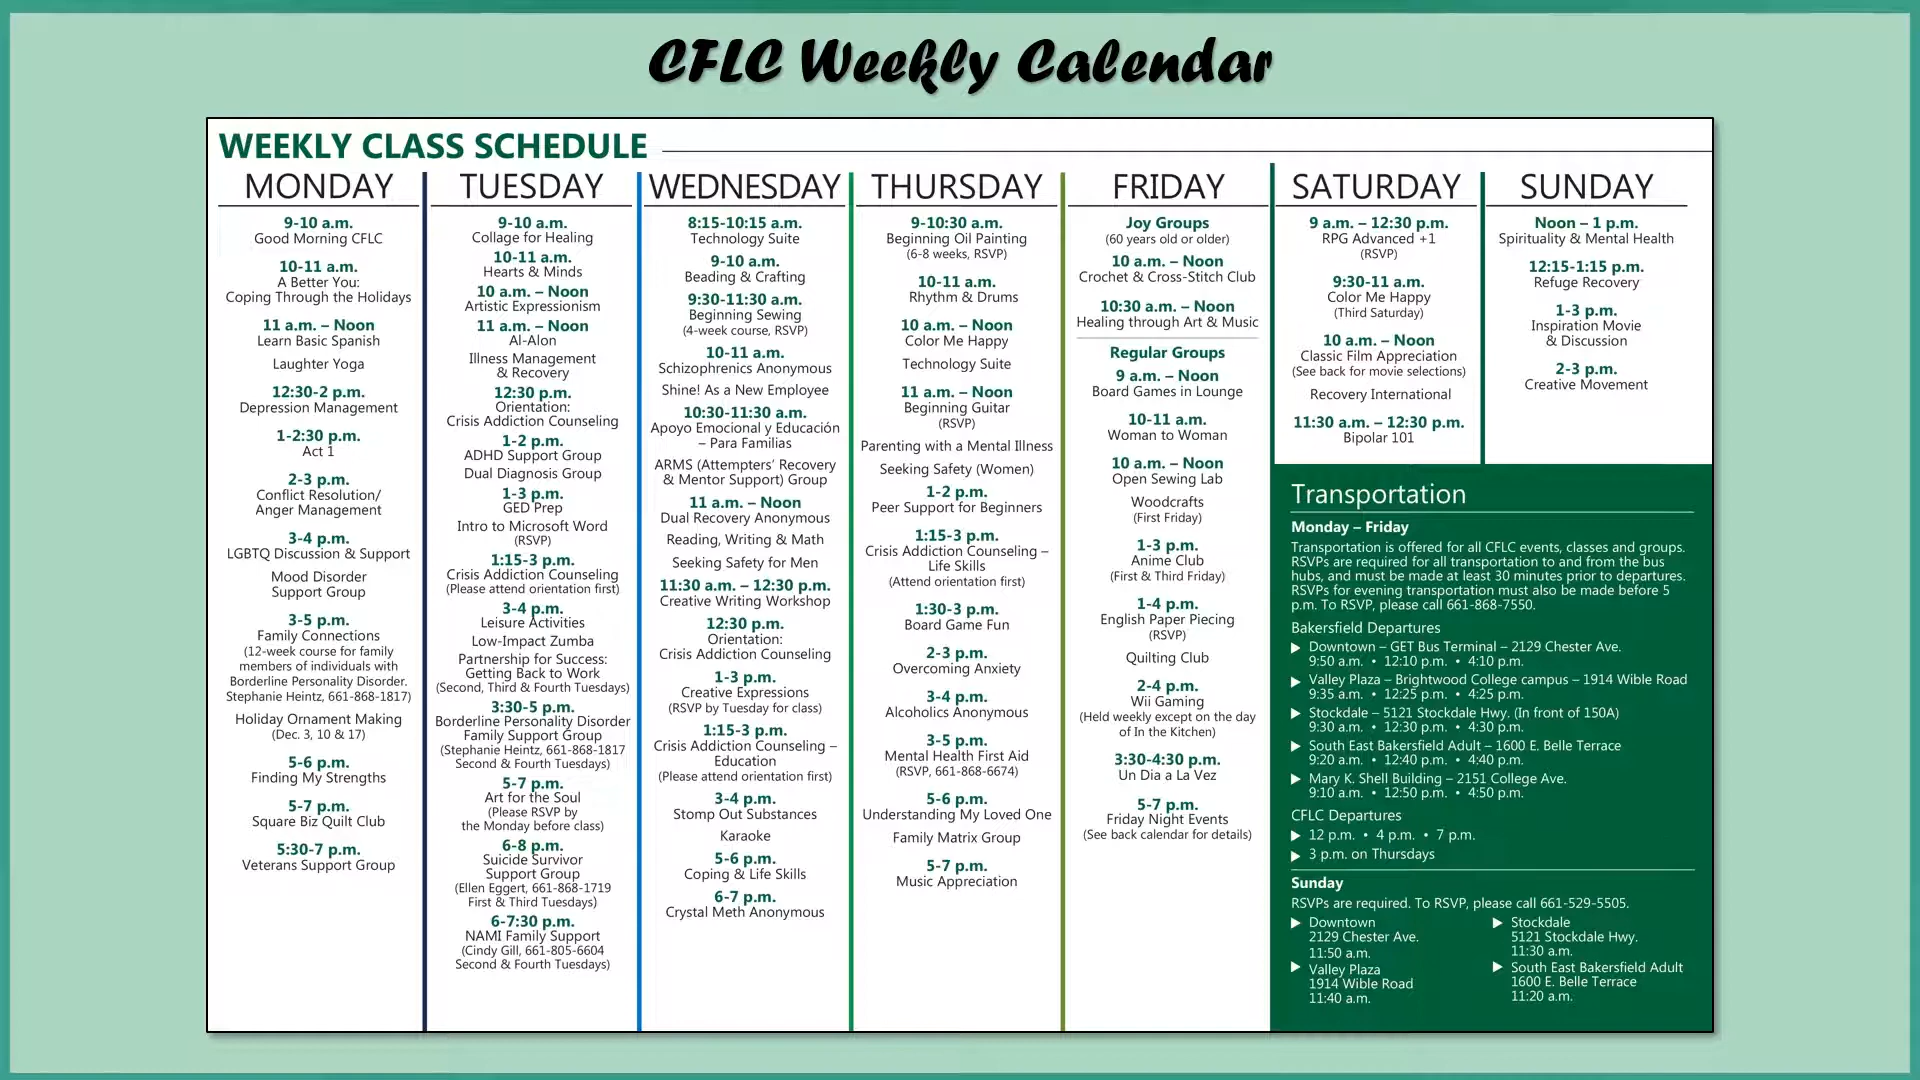 CFLC Weekly Calendar
WEEKLY CLASS SCHEDULE
MONDAY
9-10 a.m.
Good Morning CFLC
10-11 a.m.
A Better You:
Coping Through the Holidays
11 a.m. – Noon
Learn Basic Spanish
Laughter Yoga
12:30-2 p.m.
Depression Management
1-2:30 p.m.
Act 1
2-3 p.m.
Conflict Resolution/
Anger Management
3-4 p.m.
LGBTQ Discussion & Support
Mood Disorder
Support Group
3-5 p.m.
Family Connections
(12-week course for family
members of individuals with
Borderline Personality Disorder.
Stephanie Heintz, 661-868-1817)
Holiday Ornament Making
(Dec. 3, 10 & 17)
5-6 p.m.
Finding My Strengths
5-7 p.m.
Square Biz Quilt Club
5:30-7 p.m.
Veterans Support Group
TUESDAY
9-10 a.m.
Collage for Healing
10-11 a.m.
Hearts & Minds
10 a.m. – Noon
Artistic Expressionism
11 a.m. – Noon
Al-Alon
Illness Management
& Recovery
12:30 p.m.
Orientation:
Crisis Addiction Counseling
1-2 p.m.
ADHD Support Group
Dual Diagnosis Group
1-3 p.m.
GED Prep
Intro to Microsoft Word
(RSVP)
1:15-3 p.m.
Crisis Addiction Counseling
(Please attend orientation first)
3-4 p.m.
Leisure Activities
Low-Impact Zumba
Partnership for Success:
Getting Back to Work
(Second, Third & Fourth Tuesdays)
3:30-5 p.m.
Borderline Personality Disorder
Family Support Group
(Stephanie Heintz, 661-868-1817
Second & Fourth Tuesdays)
5-7 p.m.
Art for the Soul
(Please RSVP by
the Monday before class)
6-8 p.m.
Suicide Survivor
Support Group
(Ellen Eggert, 661-868-1719
First & Third Tuesdays)
6-7:30 p.m.
NAMI Family Support
(Cindy Gill, 661-805-6604
Second & Fourth Tuesdays)
WEDNESDAY
8:15-10:15 a.m.
Technology Suite
9-10 a.m.
Beading & Crafting
9:30-11:30 a.m.
Beginning Sewing
(4-week course, RSVP)
10-11 a.m.
Schizophrenics Anonymous
Shine! As a New Employee
10:30-11:30 a.m.
Apoyo Emocional y Educación
– Para Familias
ARMS (Attempters’ Recovery
& Mentor Support) Group
11 a.m. – Noon
Dual Recovery Anonymous
Reading, Writing & Math
Seeking Safety for Men
11:30 a.m. – 12:30 p.m.
Creative Writing Workshop
12:30 p.m.
Orientation:
Crisis Addiction Counseling
1-3 p.m.
Creative Expressions
(RSVP by Tuesday for class)
1:15-3 p.m.
Crisis Addiction Counseling –
Education
(Please attend orientation first)
3-4 p.m.
Stomp Out Substances
Karaoke
5-6 p.m.
Coping & Life Skills
6-7 p.m.
Crystal Meth Anonymous
THURSDAY
9-10:30 a.m.
Beginning Oil Painting
(6-8 weeks, RSVP)
10-11 a.m.
Rhythm & Drums
10 a.m. – Noon
Color Me Happy
Technology Suite
11 a.m. – Noon
Beginning Guitar
(RSVP)
Parenting with a Mental Illness
Seeking Safety (Women)
1-2 p.m.
Peer Support for Beginners
1:15-3 p.m.
Crisis Addiction Counseling –
Life Skills
(Attend orientation first)
1:30-3 p.m.
Board Game Fun
2-3 p.m.
Overcoming Anxiety
3-4 p.m.
Alcoholics Anonymous
3-5 p.m.
Mental Health First Aid
(RSVP, 661-868-6674)
5-6 p.m.
Understanding My Loved One
Family Matrix Group
5-7 p.m.
Music Appreciation
FRIDAY
Joy Groups
(60 years old or older)
10 a.m. – Noon
Crochet & Cross-Stitch Club
10:30 a.m. – Noon
Healing through Art & Music
Regular Groups
9 a.m. – Noon
Board Games in Lounge
10-11 a.m.
Woman to Woman
10 a.m. – Noon
Open Sewing Lab
Woodcrafts
(First Friday)
1-3 p.m.
Anime Club
(First & Third Friday)
1-4 p.m.
English Paper Piecing
(RSVP)
Quilting Club
2-4 p.m.
Wii Gaming
(Held weekly except on the day
of In the Kitchen)
3:30-4:30 p.m.
Un Dia a La Vez
5-7 p.m.
Friday Night Events
(See back calendar for details)
SATURDAY
9 a.m. – 12:30 p.m.
RPG Advanced +1
(RSVP)
9:30-11 a.m.
Color Me Happy
(Third Saturday)
10 a.m. – Noon
Classic Film Appreciation
(See back for movie selections)
Recovery International
11:30 a.m. – 12:30 p.m.
Bipolar 101
SUNDAY
Noon – 1 p.m.
Spirituality & Mental Health
12:15-1:15 p.m.
Refuge Recovery
1-3 p.m.
Inspiration Movie
& Discussion
2-3 p.m.
Creative Movement
Transportation
Monday – Friday
Transportation is offered for all CFLC events, classes and groups.
RSVPs are required for all transportation to and from the bus
hubs, and must be made at least 30 minutes prior to departures.
RSVPs for evening transportation must also be made before 5
p.m. To RSVP, please call 661-868-7550.
Bakersfield Departures
▶ Downtown – GET Bus Terminal – 2129 Chester Ave.
9:50 a.m. • 12:10 p.m. • 4:10 p.m.
▶ Valley Plaza – Brightwood College campus – 1914 Wible Road
9:35 a.m. • 12:25 p.m. • 4:25 p.m.
▶ Stockdale – 5121 Stockdale Hwy. (In front of 150A)
9:30 a.m. • 12:30 p.m. • 4:30 p.m.
▶ South East Bakersfield Adult – 1600 E. Belle Terrace
9:20 a.m. • 12:40 p.m. • 4:40 p.m.
▶ Mary K. Shell Building – 2151 College Ave.
9:10 a.m. • 12:50 p.m. • 4:50 p.m.
CFLC Departures
▶ 12 p.m. • 4 p.m. • 7 p.m.
▶ 3 p.m. on Thursdays
Sunday
RSVPs are required. To RSVP, please call 661-529-5505.
▶ Downtown
2129 Chester Ave.
11:50 a.m.
▶ Valley Plaza
1914 Wible Road
11:40 a.m.
▶ Stockdale
5121 Stockdale Hwy.
11:30 a.m.
▶ South East Bakersfield Adult
1600 E. Belle Terrace
11:20 a.m.